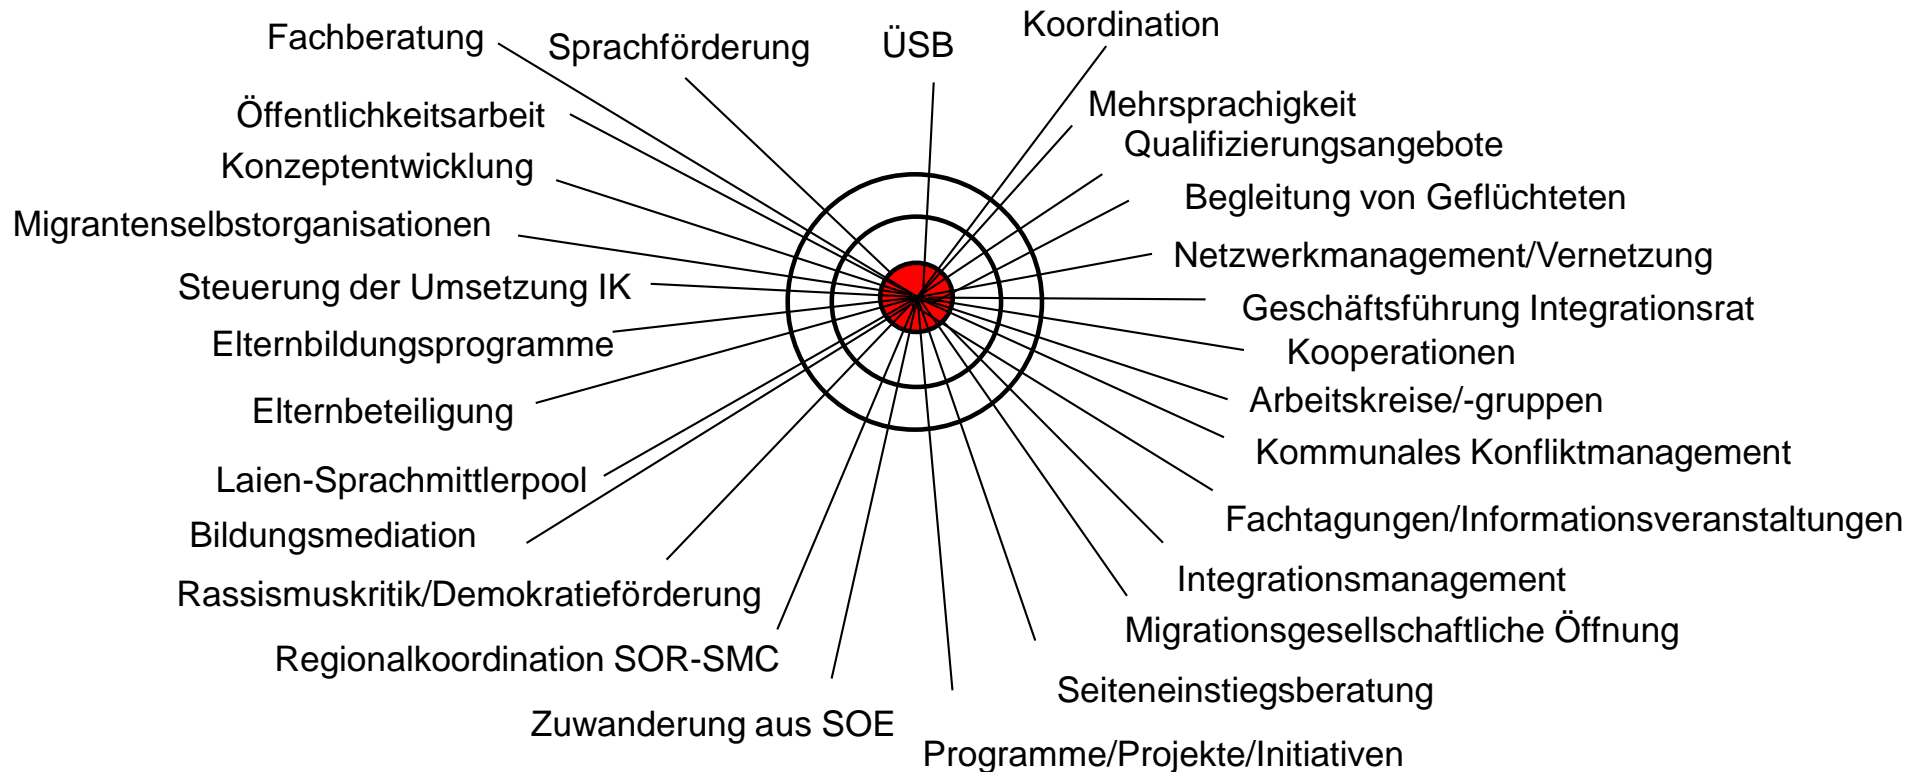 Fachberatung
Sprachförderung
ÜSB
Koordination
Öffentlichkeitsarbeit
Mehrsprachigkeit
Konzeptentwicklung
Qualifizierungsangebote
Migrantenselbstorganisationen
Begleitung von Geflüchteten
Steuerung der Umsetzung IK
Netzwerkmanagement/Vernetzung
Elternbildungsprogramme
Geschäftsführung Integrationsrat
Kooperationen
Elternbeteiligung
Arbeitskreise/-gruppen
Kommunales Konfliktmanagement
Laien-Sprachmittlerpool
Fachtagungen/Informationsveranstaltungen
Bildungsmediation
Integrationsmanagement
Rassismuskritik/Demokratieförderung
Migrationsgesellschaftliche Öffnung
Regionalkoordination SOR-SMC
Seiteneinstiegsberatung
Zuwanderung aus SOE
Programme/Projekte/Initiativen